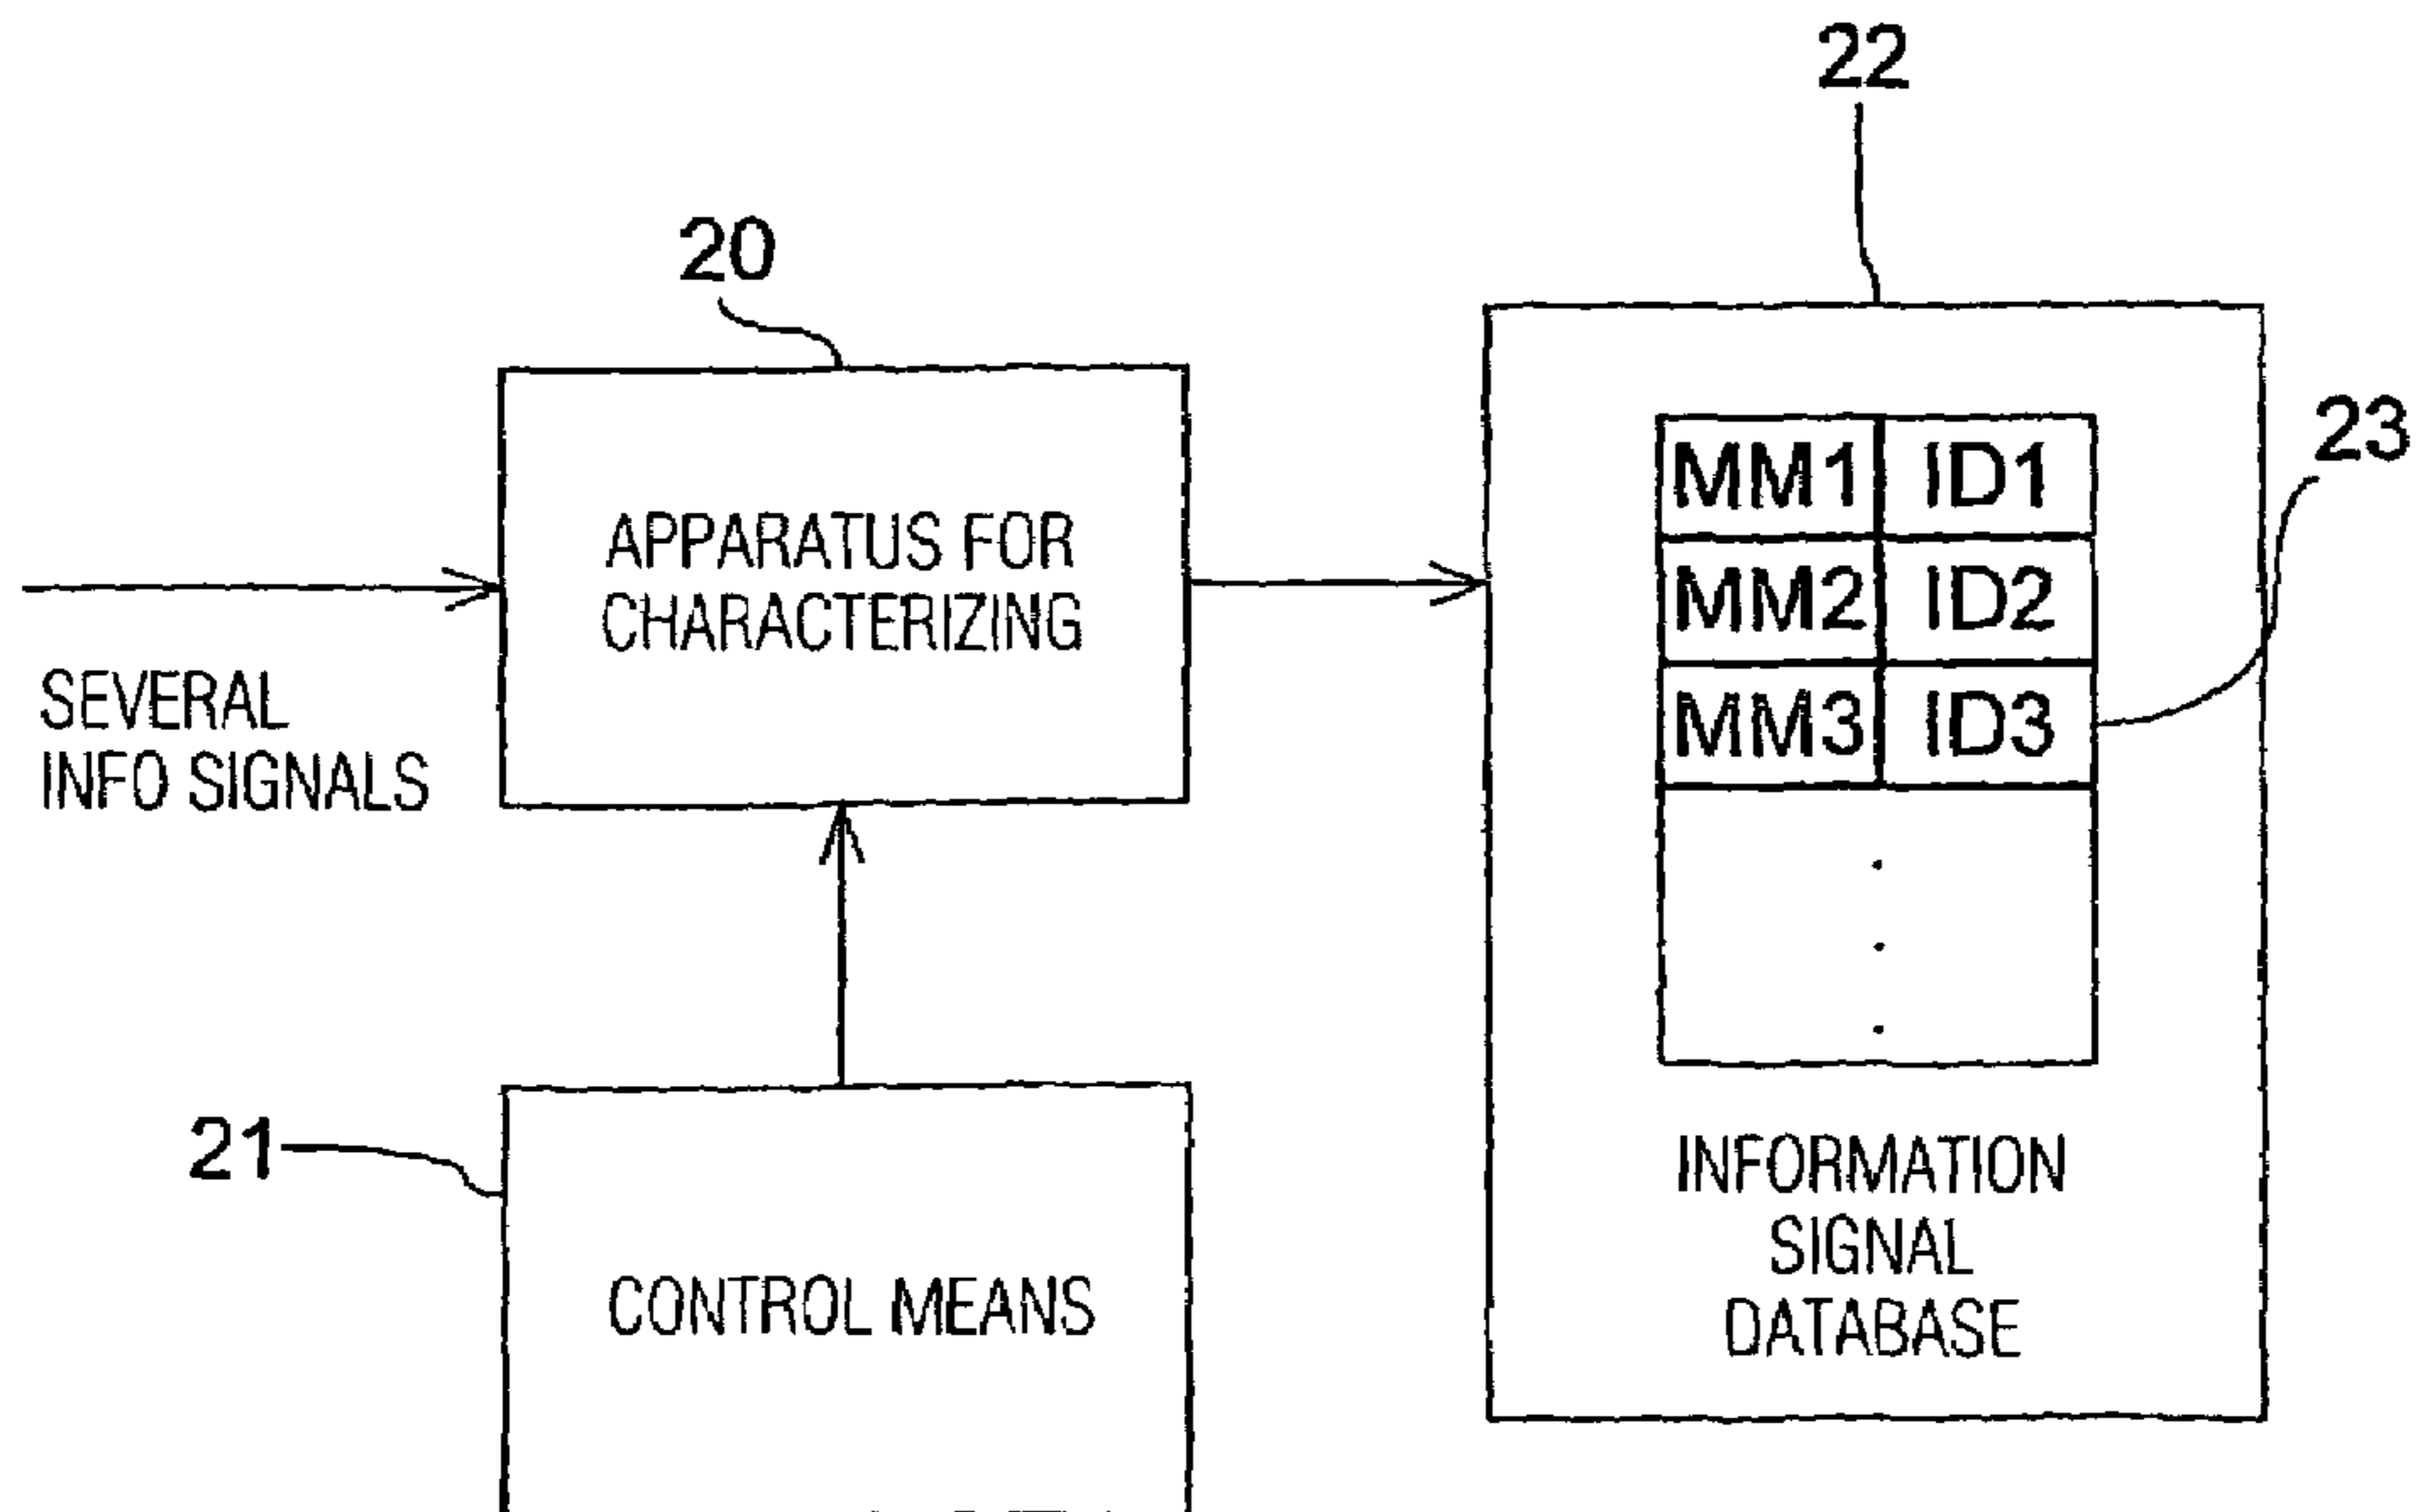 22
20
23
MM1 ID1
MM2 ID2
MM3 ID3
APPARATUS FOR
CHARACTERIZING
SEVERAL
INFO SIGNALS
21
CONTROL MEANS
INFORMATION
SIGNAL
DATABASE